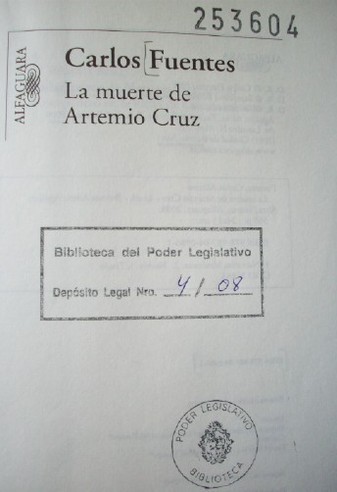 253604
ALFAGUARA
Carlos [Fuentes
La muerte de
Artemio Cruz
Biblioteca del Poder Legislativo
Depósito Legal Nro. 4 / 08
PODER LEGISLATIVO
BIBLIOTECA